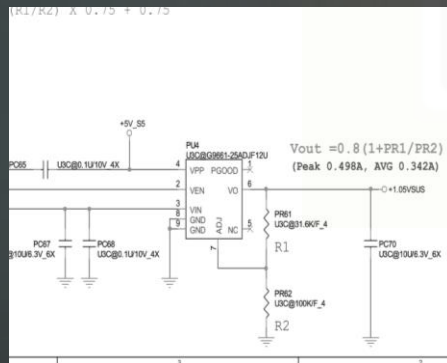 (R1/R2) X 0.75 + 0.75
+5V_S5
PU4
U3C@G9661-25ADJF12U
PC65
U3C@0.1U/10V_4X
4 VPP PGOOD 1
2 VEN VO 6
3 VIN
8 GND
9 GND
ADJ
NC 5
7
Vout =0.8(1+PR1/PR2)
(Peak 0.498A, AVG 0.342A)
+1.05VSUS
PR61
U3C@31.6K/F_4
R1
PC67
@10U/6.3V_6X
PC68
U3C@0.1U/10V_4X
PC70
U3C@10U/6.3V_6X
PR62
U3C@100K/F_4
R2